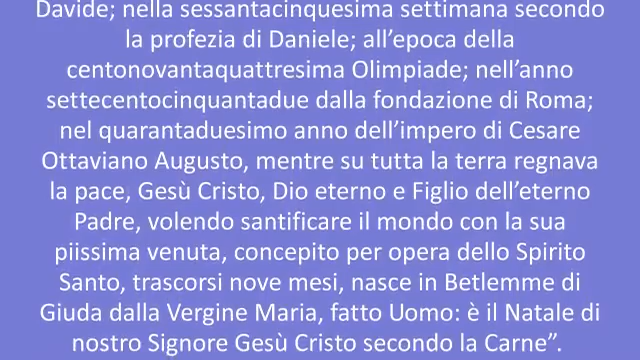 Davide; nella sessantacinquesima settimana secondo
la profezia di Daniele; all’epoca della
centonovantaquattresima Olimpiade; nell’anno
settecentocinquantadue dalla fondazione di Roma;
nel quarantaduesimo anno dell’impero di Cesare
Ottaviano Augusto, mentre su tutta la terra regnava
la pace, Gesù Cristo, Dio eterno e Figlio dell’eterno
Padre, volendo santificare il mondo con la sua
piissima venuta, concepito per opera dello Spirito
Santo, trascorsi nove mesi, nasce in Betlemme di
Giuda dalla Vergine Maria, fatto Uomo: è il Natale di
nostro Signore Gesù Cristo secondo la Carne”.